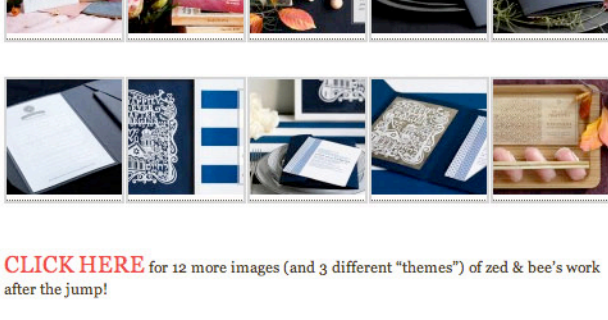 CLICK HERE for 12 more images (and 3 different “themes”) of zed & bee’s work
after the jump!